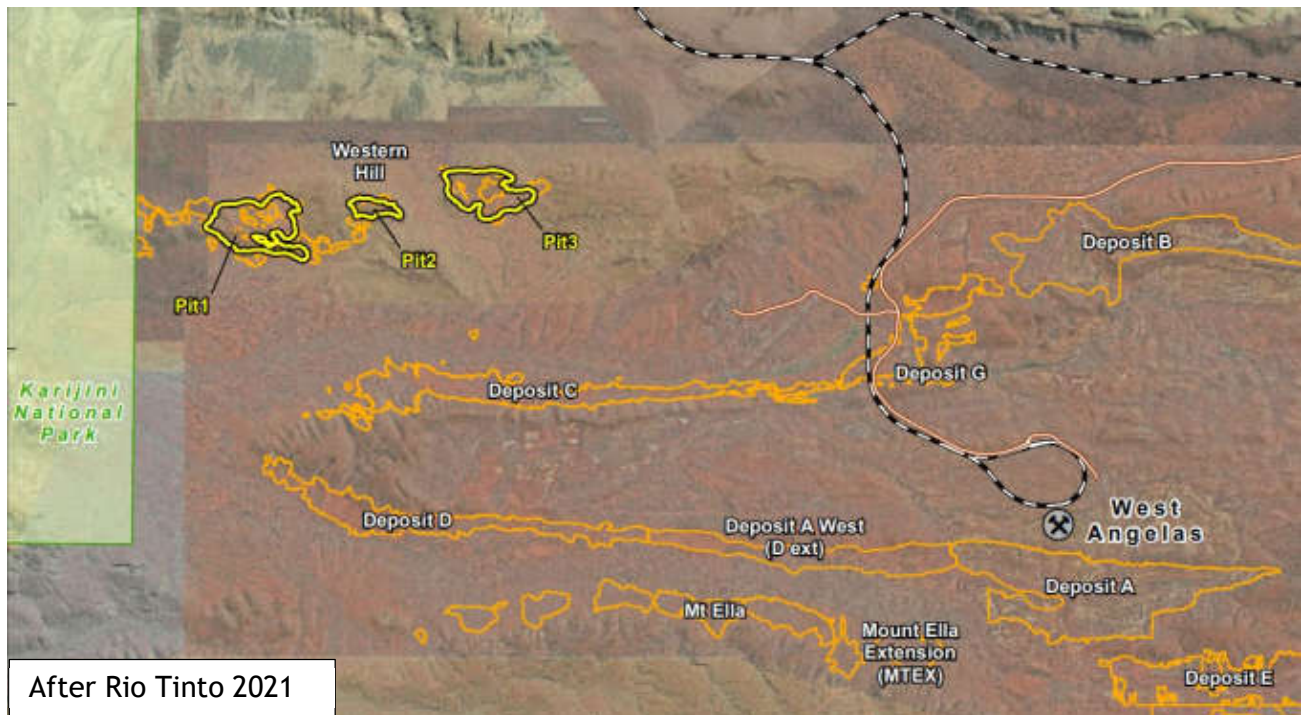 Western
Hill
Pit1
Pit2
Pit3
Deposit B
Karijini
National
Park
Deposit C
Deposit G
Deposit D
Deposit A West
(D ext)
West
Angelas
Deposit A
Mt Ella
Mount Ella
Extension
(MTEX)
Deposit E
After Rio Tinto 2021